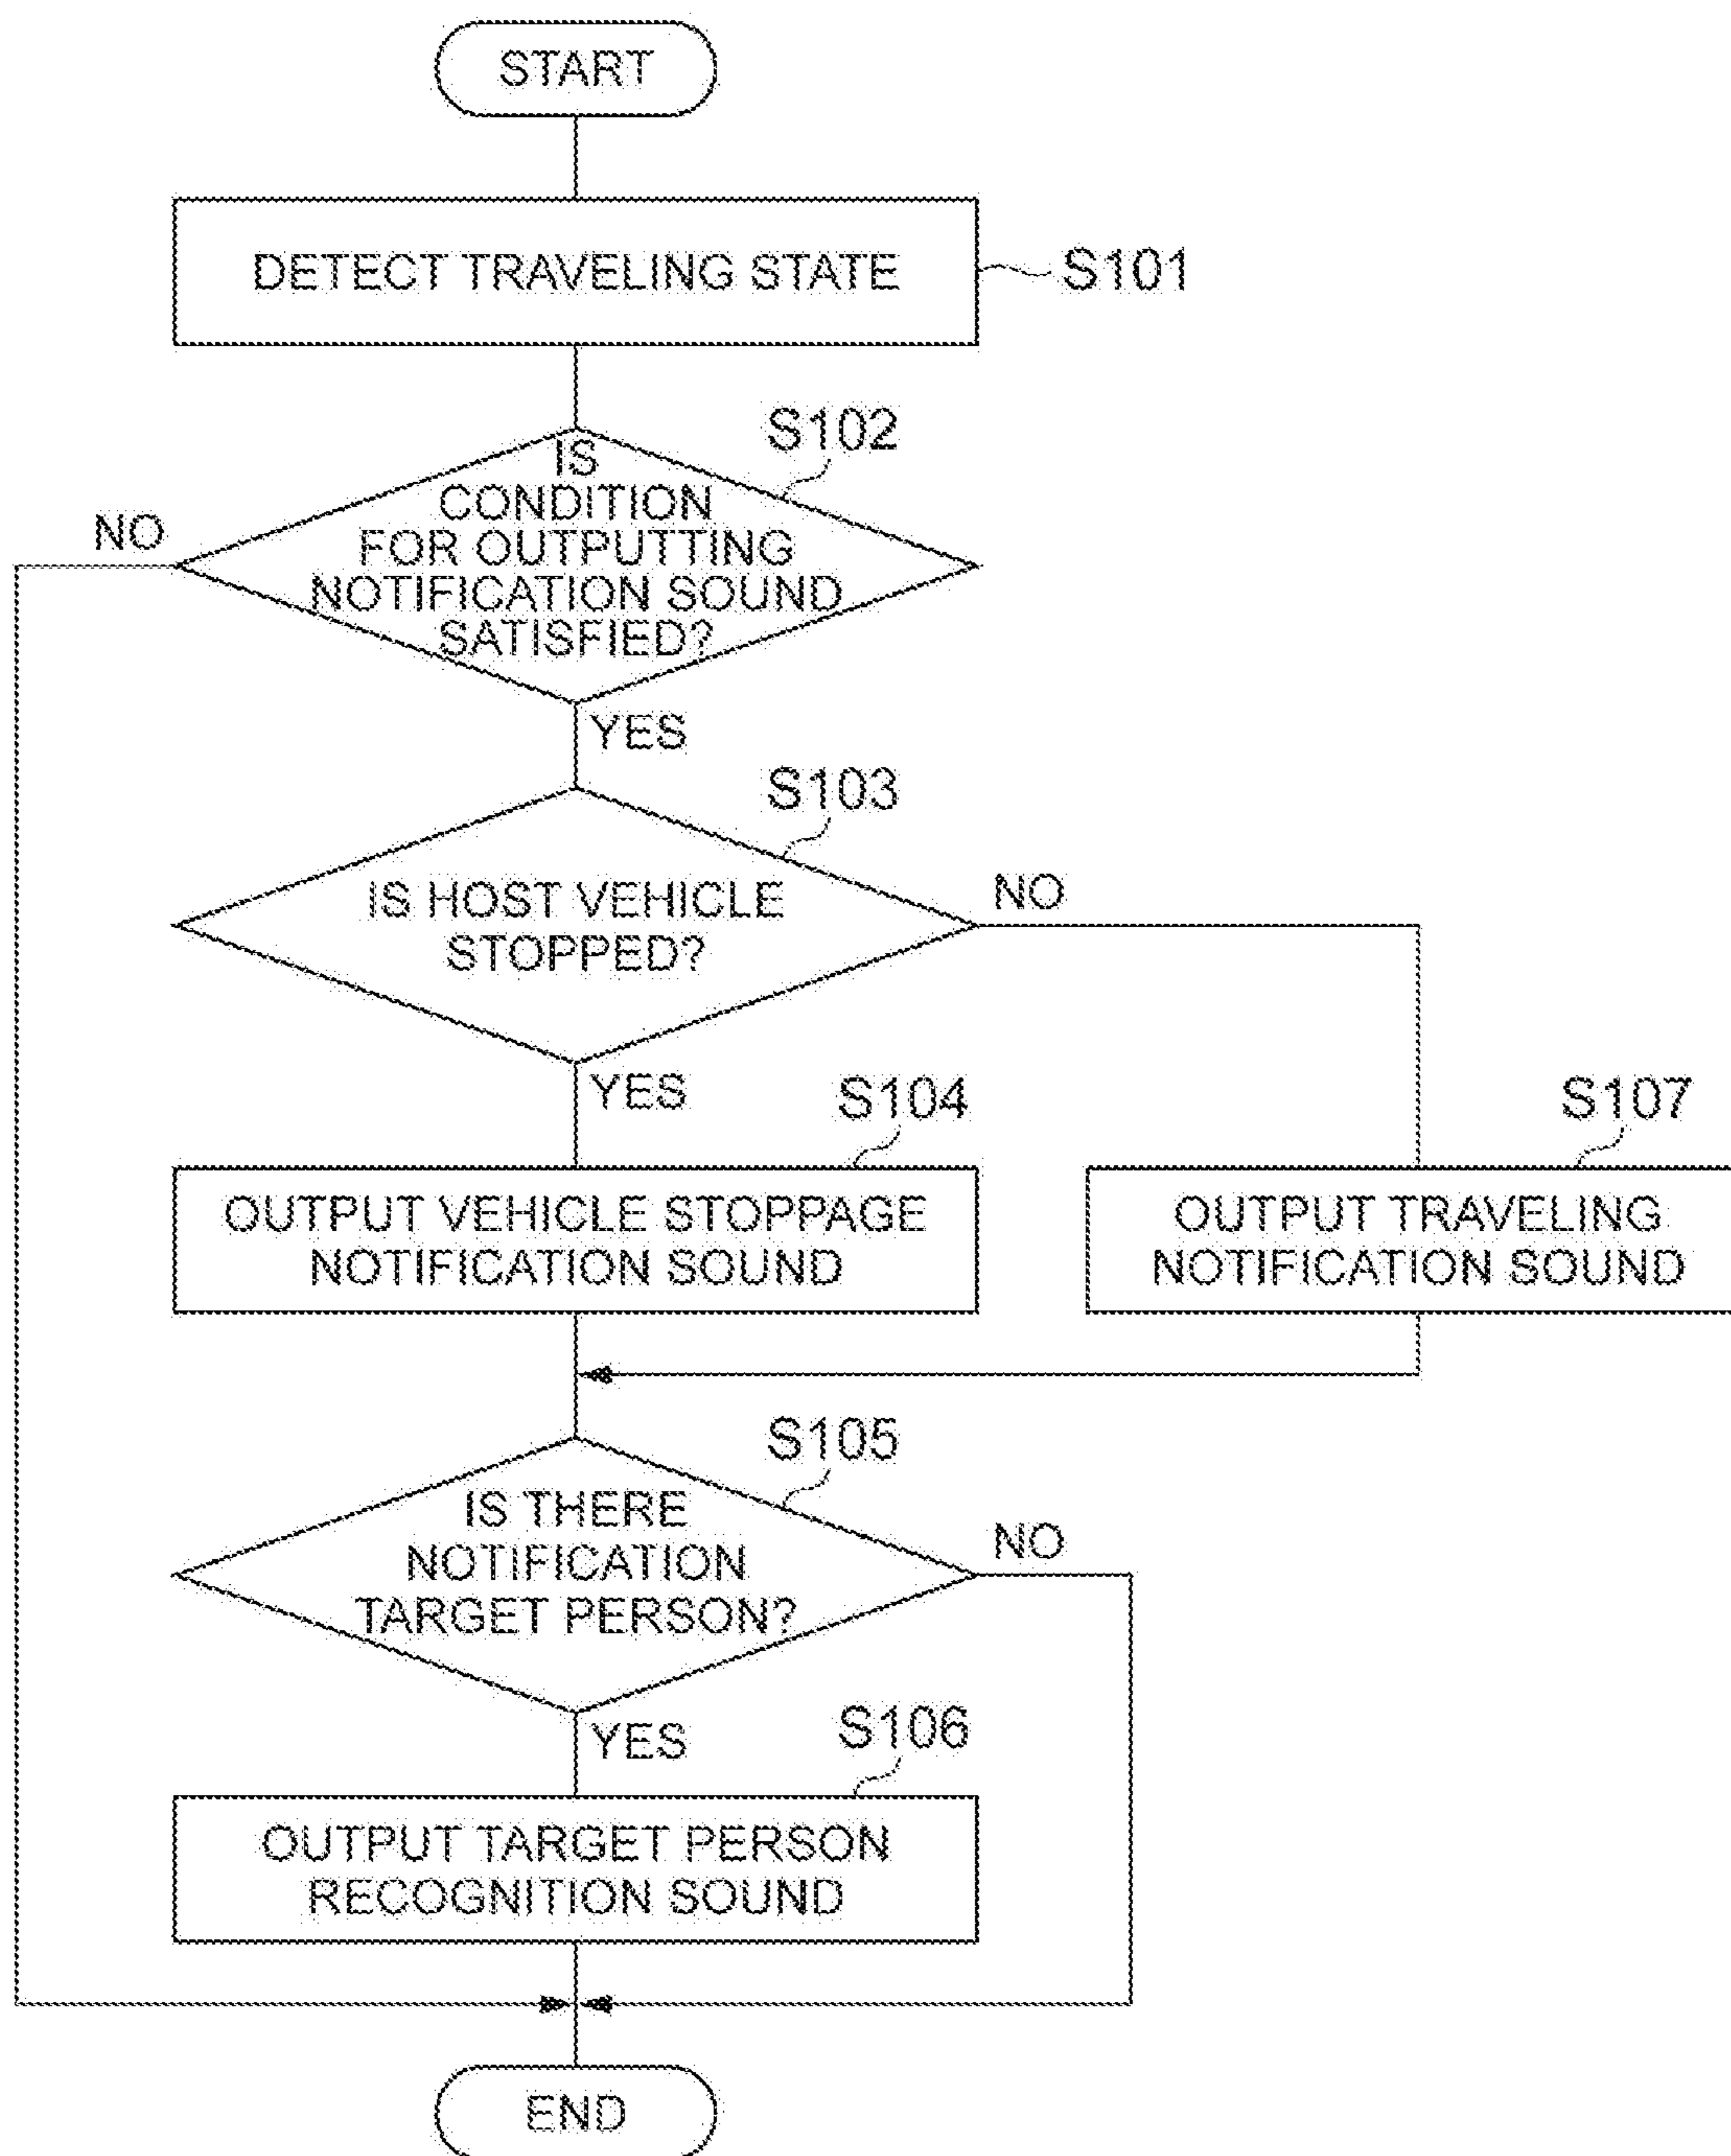 START
DETECT TRAVELING STATE
S101
S102
IS
CONDITION
FOR OUTPUTTING
NOTIFICATION SOUND
SATISFIED?
NO
YES
S103
IS HOST VEHICLE
STOPPED?
NO
YES
S104
OUTPUT VEHICLE STOPPAGE
NOTIFICATION SOUND
S107
OUTPUT TRAVELING
NOTIFICATION SOUND
S105
IS THERE
NOTIFICATION
TARGET PERSON?
NO
YES
S106
OUTPUT TARGET PERSON
RECOGNITION SOUND
END